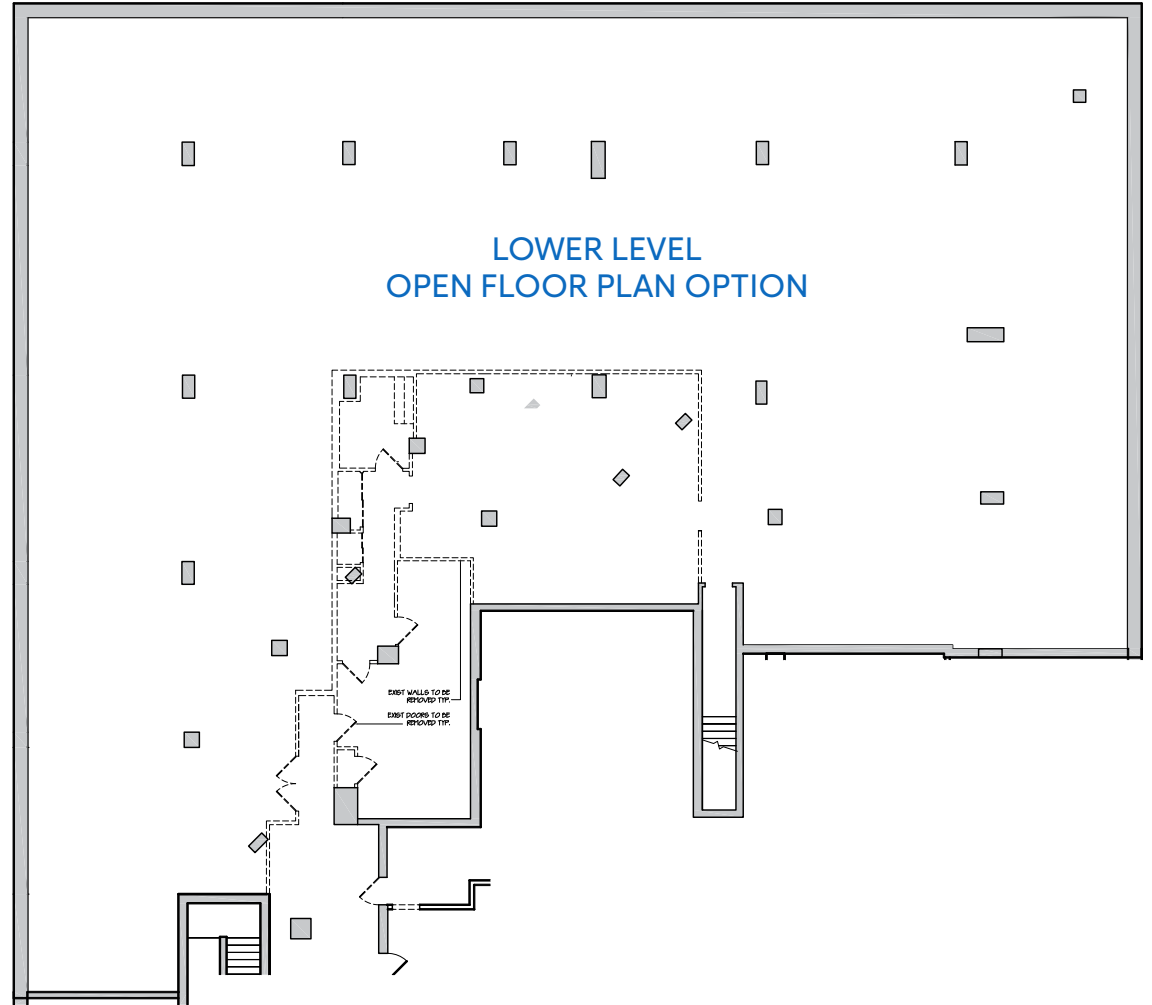 LOWER LEVEL
OPEN FLOOR PLAN OPTION
EXIST WALLS TO BE
REMOVED TYP.
EXIST DOORS TO BE
REMOVED TYP.